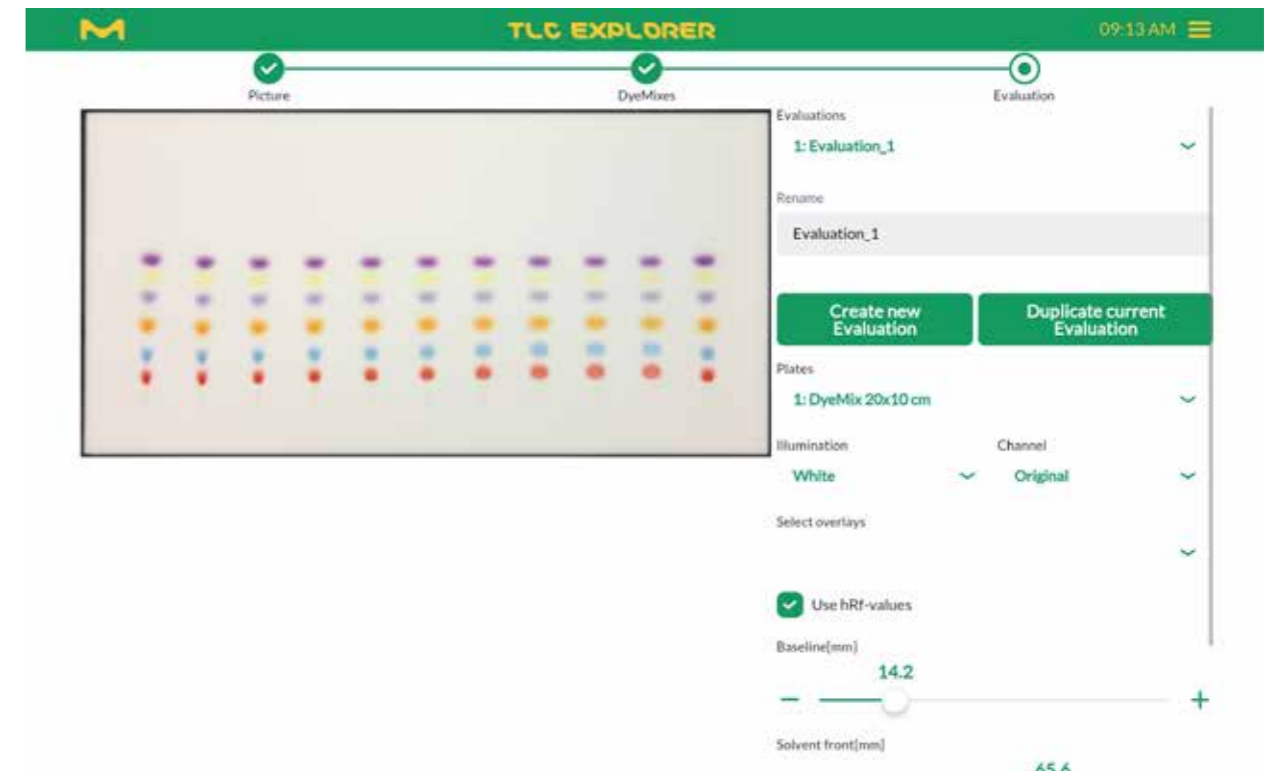 TLC EXPLORER
09:13 AM
Picture
DyeMixes
Evaluation
Evaluations
1: Evaluation_1
Rename
Evaluation_1
Create new
Evaluation
Duplicate current
Evaluation
Plates
1: DyeMix 20x10 cm
Illumination
Channel
White
Original
Select overlays
Use hRf-values
Baseline[mm]
14.2
Solvent front[mm]
65.6